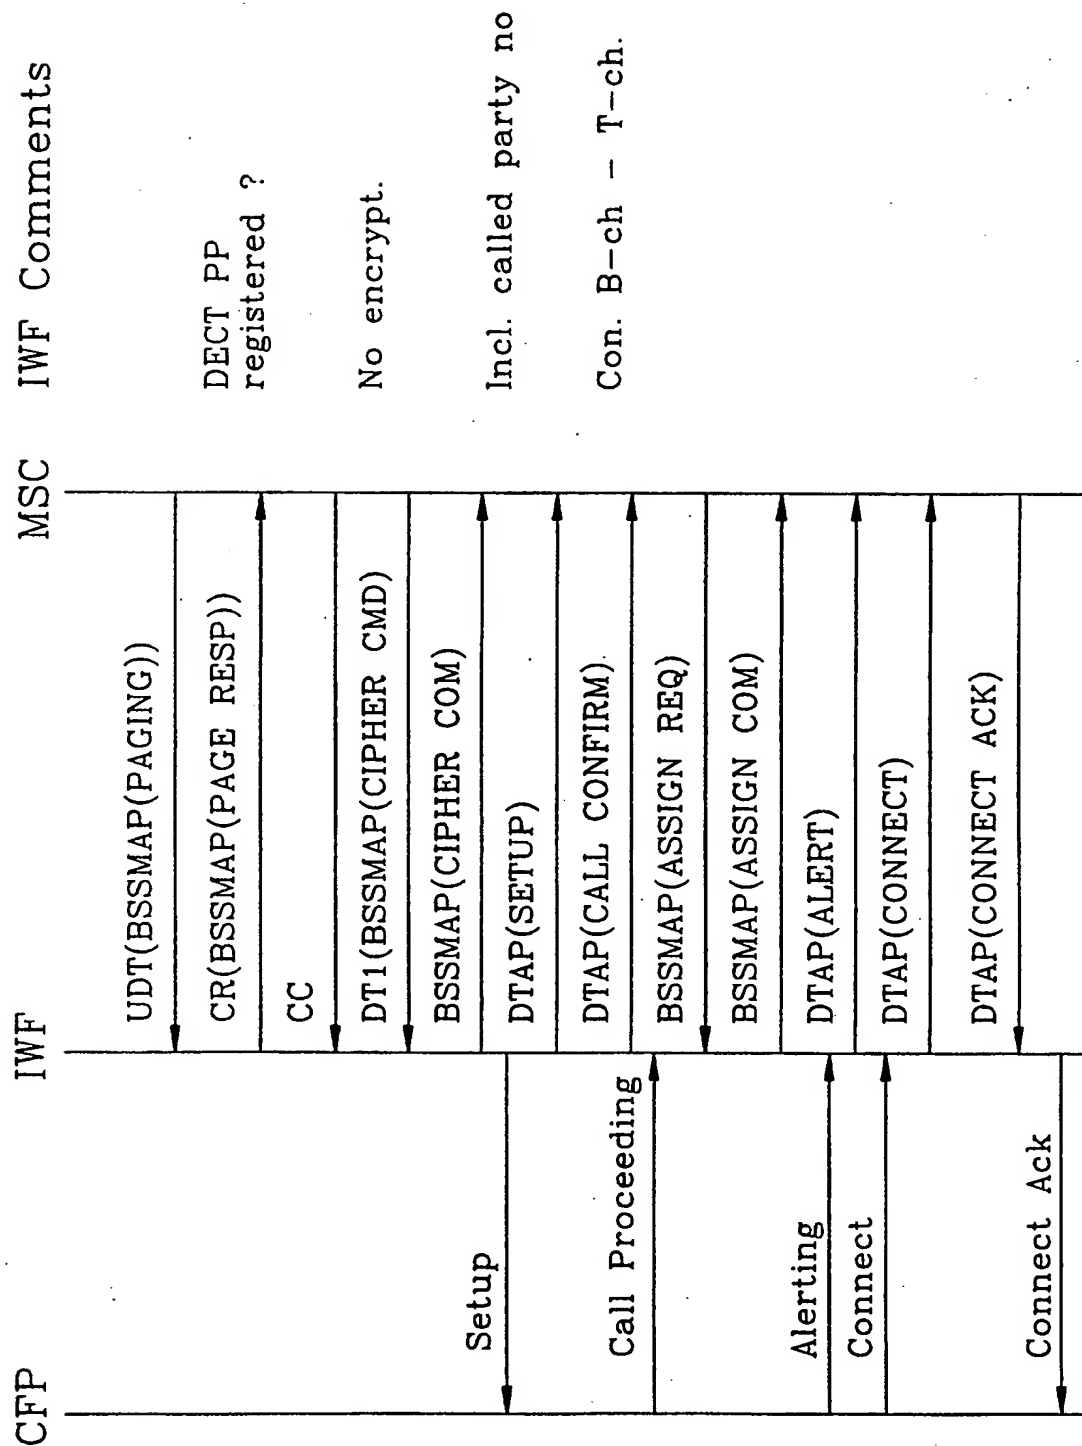 CFP
IWF
MSC
IWF Comments
UDT(BSSMAP(PAGING))
CR(BSSMAP(PAGE RESP))
DECT PP
registered ?
CC
DT1(BSSMAP(CIPHER CMD)
No encrypt.
BSSMAP(CIPHER COM)
Setup
DTAP(SETUP)
Incl. called party no
DTAP(CALL CONFIRM)
Call Proceeding
Con. B-ch - T-ch.
BSSMAP(ASSIGN REQ)
BSSMAP(ASSIGN COM)
Alerting
DTAP(ALERT)
Connect
DTAP(CONNECT)
DTAP(CONNECT ACK)
Connect Ack